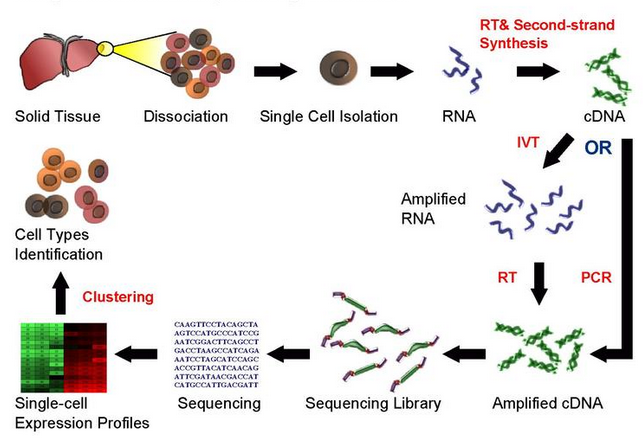 RT& Second-strand
Synthesis
Solid Tissue
Dissociation
Single Cell Isolation
RNA
cDNA
IVT
OR
Amplified
RNA
RT
PCR
Cell Types
Identification
Clustering
CAAGTTCCTACAGCTA
AGTCCATGCCCATCCG
AATCGGACTTCAGCCT
GACCTAAGCCATCAGA
AATCCTAGCATCCAGC
ACCGTTACATCAACAG
ATTCGATAACGACCAT
CATGCCATTGACGATT
Single-cell
Expression Profiles
Sequencing
Sequencing Library
Amplified cDNA